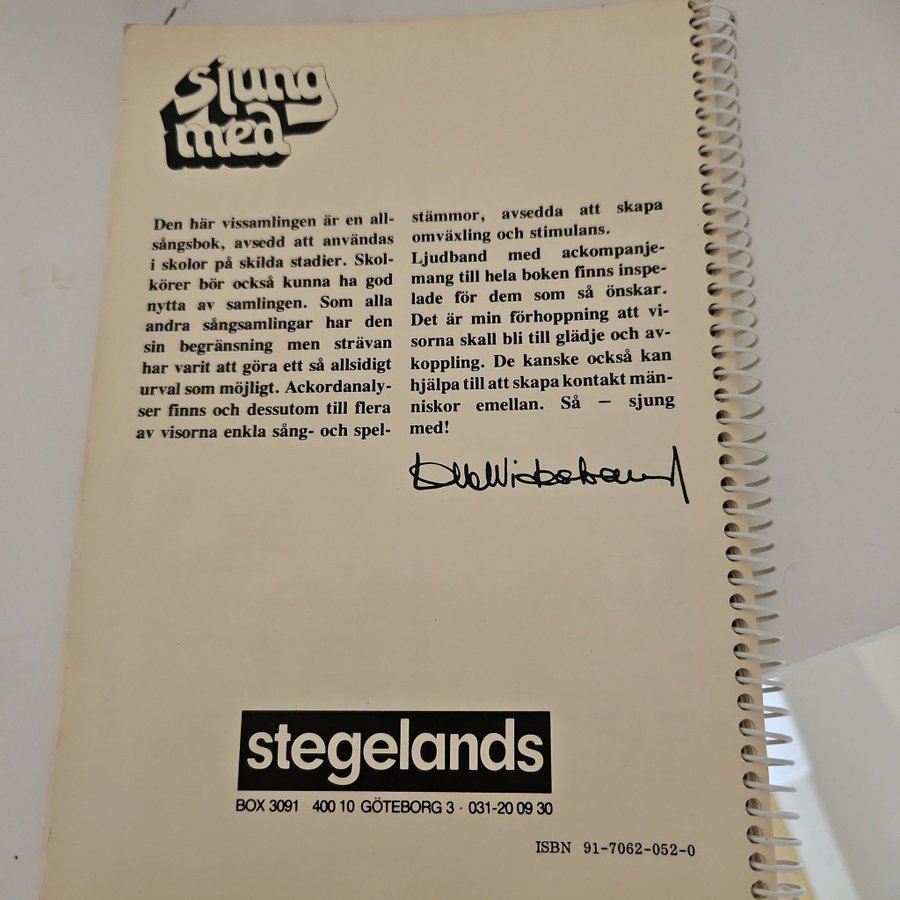 sjung
med
Den här vissamlingen är en all-
sångsbok, avsedd att användas
i skolor på skilda stadier. Skol-
körer bör också kunna ha god
nytta av samlingen. Som alla
andra sångsamlingar har den
sin begränsning men strävan
har varit att göra ett så allsidigt
urval som möjligt. Ackordanaly-
ser finns och dessutom till flera
av visorna enkla sång- och spel-
stämmor, avsedda att skapa
omväxling och stimulans.
Ljudband med ackompanje-
mang till hela boken finns inspe-
lade för dem som så önskar.
Det är min förhoppning att vi-
sorna skall bli till glädje och av-
koppling. De kanske också kan
hjälpa till att skapa kontakt män-
niskor emellan. Så – sjung
med!
stegelands
BOX 3091 400 10 GÖTEBORG 3 · 031-20 09 30
ISBN 91-7062-052-0